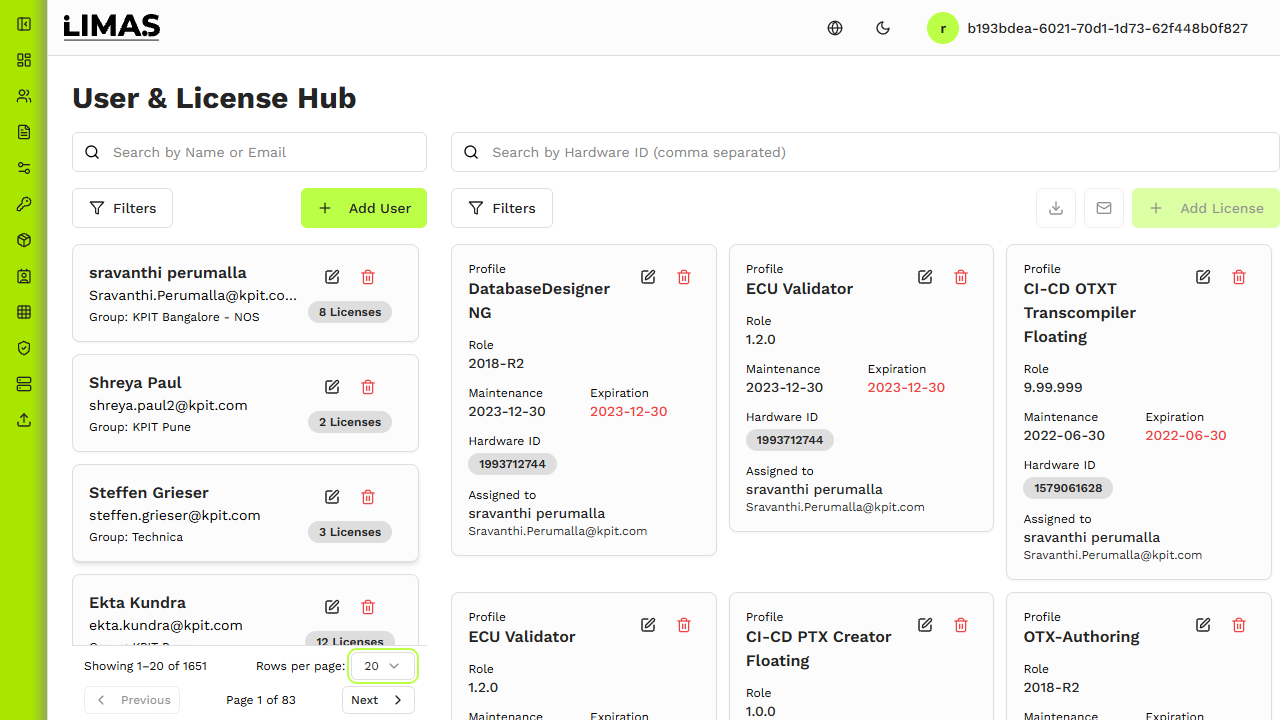 LIMAS
r
b193bdea-6021-70d1-1d73-62f448b0f827
User & License Hub
Search by Name or Email
Search by Hardware ID (comma separated)
Filters
Add User
Filters
Add License
sravanthi perumalla
Sravanthi.Perumalla@kpit.co...
Group: KPIT Bangalore - NOS
8 Licenses
Shreya Paul
shreya.paul2@kpit.com
Group: KPIT Pune
2 Licenses
Steffen Grieser
steffen.grieser@kpit.com
Group: Technica
3 Licenses
Ekta Kundra
ekta.kundra@kpit.com
12 Licenses
Showing 1–20 of 1651
Rows per page:
20
Previous
Page 1 of 83
Next
Profile
DatabaseDesigner
NG
Role
2018-R2
Maintenance
Expiration
2023-12-30
2023-12-30
Hardware ID
1993712744
Assigned to
sravanthi perumalla
Sravanthi.Perumalla@kpit.com
Profile
ECU Validator
Role
1.2.0
Maintenance
Expiration
2023-12-30
2023-12-30
Hardware ID
1993712744
Assigned to
sravanthi perumalla
Sravanthi.Perumalla@kpit.com
Profile
CI-CD OTXT
Transcompiler
Floating
Role
9.99.999
Maintenance
Expiration
2022-06-30
2022-06-30
Hardware ID
1579061628
Assigned to
sravanthi perumalla
Sravanthi.Perumalla@kpit.com
Profile
ECU Validator
Role
1.2.0
Maintenance
Expiration
Profile
CI-CD PTX Creator
Floating
Role
1.0.0
Profile
OTX-Authoring
Role
2018-R2
Maintenance
Expiration